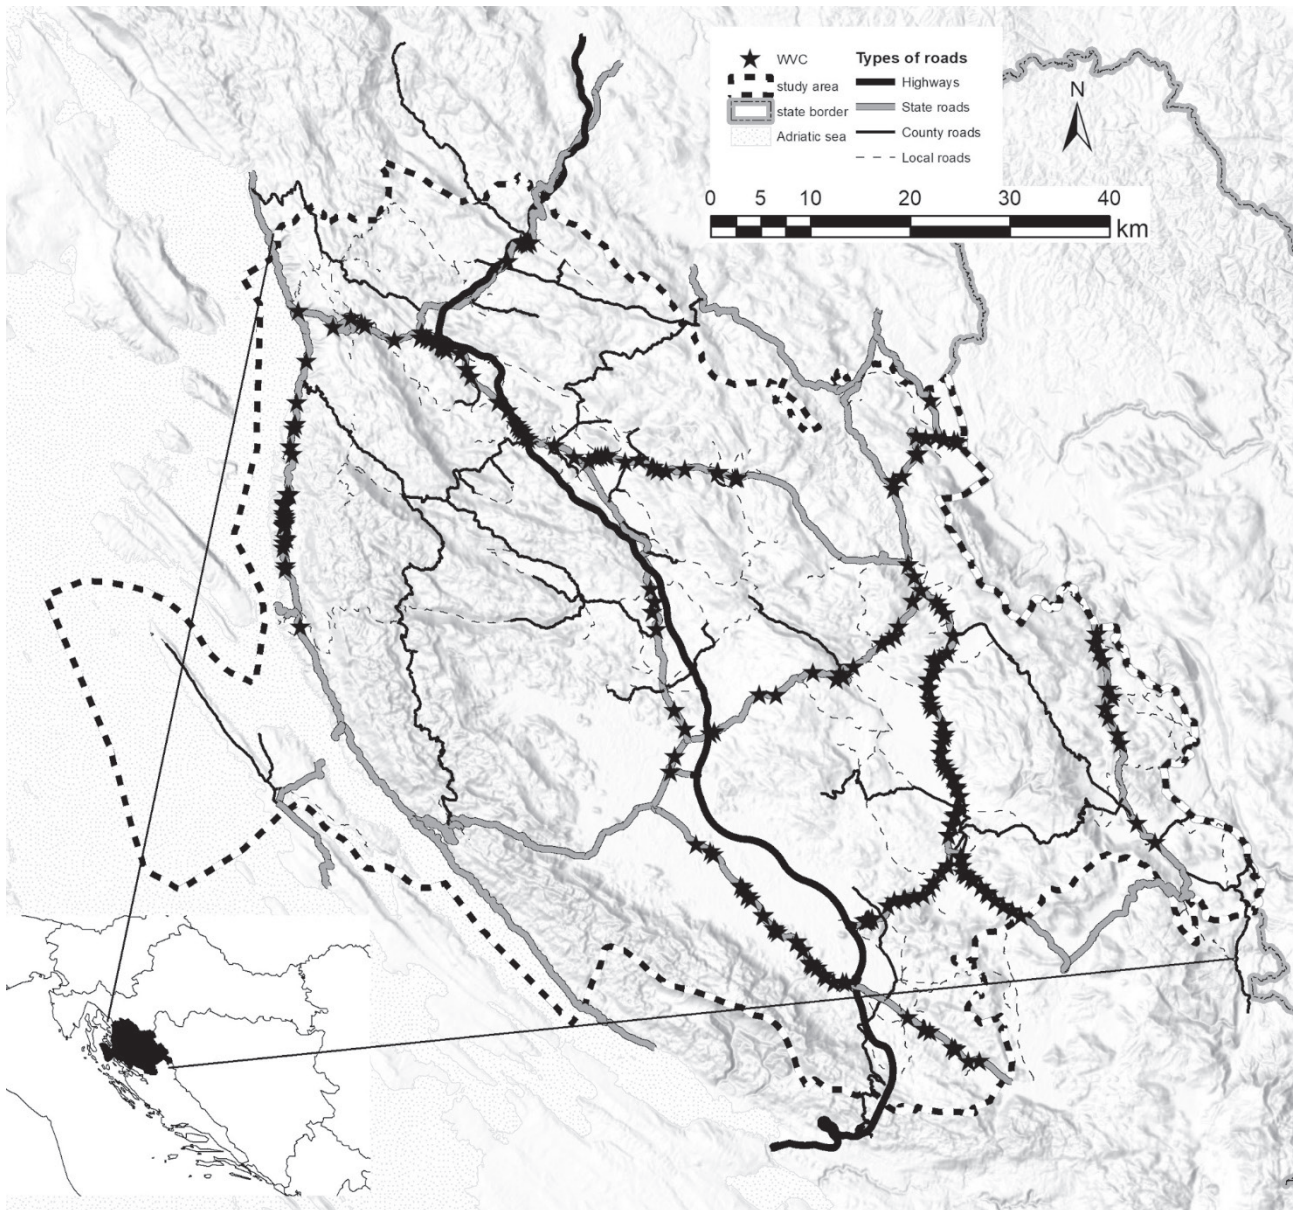 WVC
study area
state border
Adriatic sea
Types of roads
Highways
State roads
County roads
Local roads
N
0 5 10 20 30 40
km